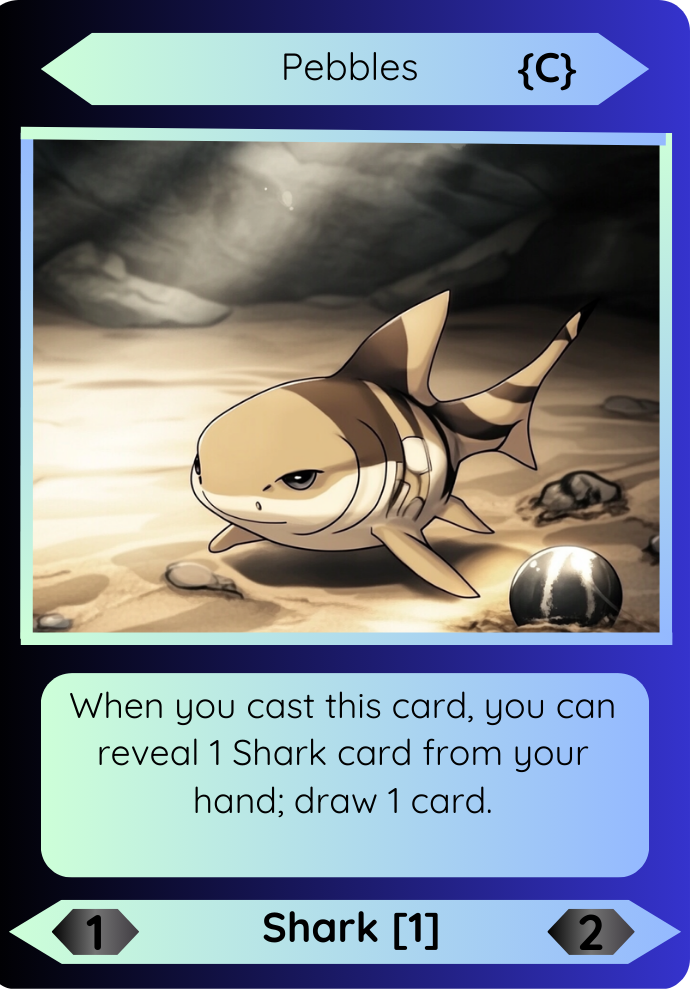 Pebbles {C}
When you cast this card, you can
reveal 1 Shark card from your
hand; draw 1 card.
1 Shark [1] 2